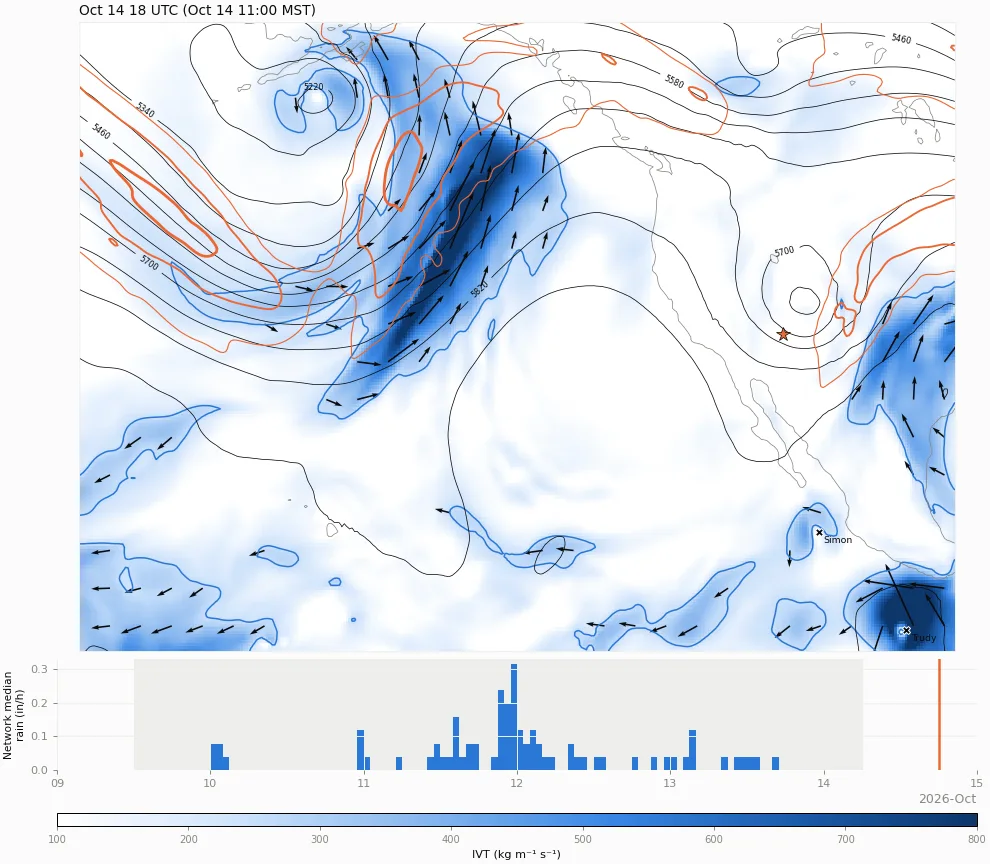 Oct 14 18 UTC (Oct 14 11:00 MST)
5460
5220
5580
5340
5460
5700
5700
5820
Simon
Trudy
Network median
rain (in/h)
0.3
0.2
0.1
0.0
09 10 11 12 13 14 15
2026-Oct
100 200 300 400 500 600 700 800
IVT (kg m⁻¹ s⁻¹)